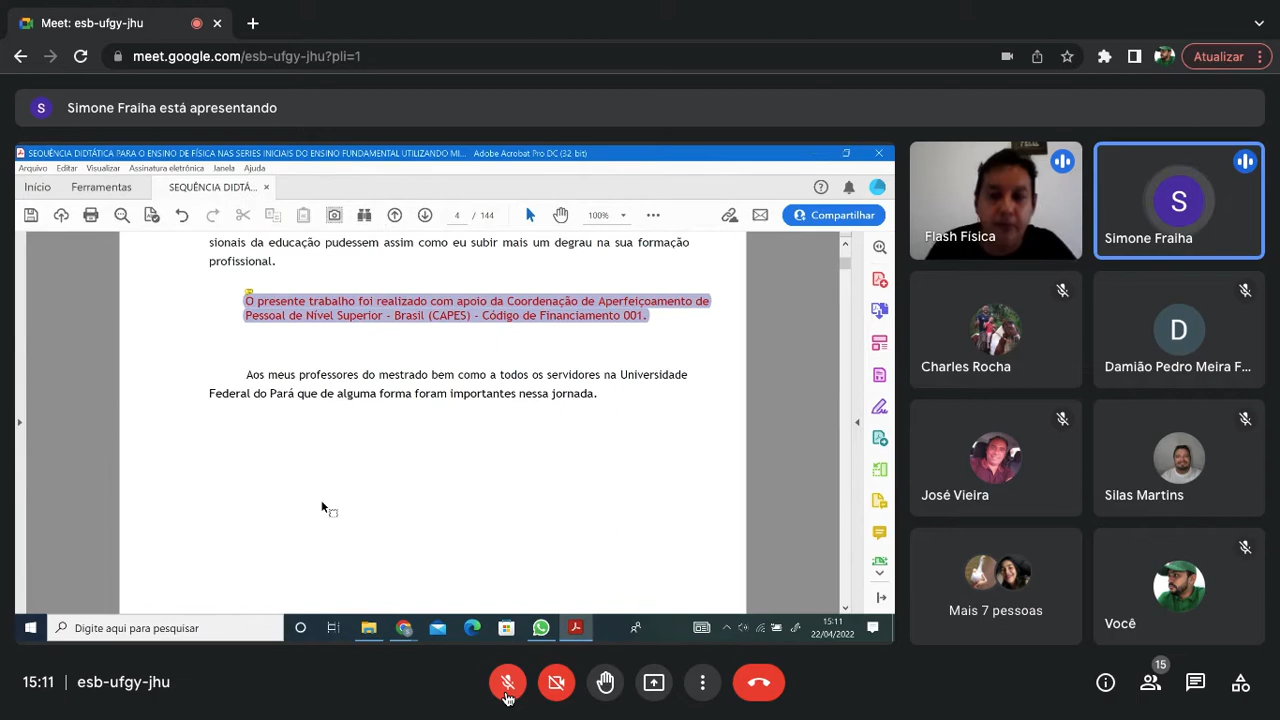 Meet: esb-ufgy-jhu
meet.google.com/esb-ufgy-jhu?pli=1
Atualizar
S
Simone Fraiha está apresentando
SEQUÊNCIA DIDTÁTICA PARA O ENSINO DE FÍSICA NAS SERIES INICIAIS DO ENSINO FUNDAMENTAL UTILIZANDO MI... - Adobe Acrobat Pro DC (32-bit)
Arquivo Editar Visualizar Assinatura eletrônica Janela Ajuda
Início Ferramentas SEQUÊNCIA DIDTÁ...
4 / 144 100% Compartilhar
sionais da educação pudessem assim como eu subir mais um degrau na sua formação
profissional.
O presente trabalho foi realizado com apoio da Coordenação de Aperfeiçoamento de
Pessoal de Nível Superior - Brasil (CAPES) - Código de Financiamento 001.
Aos meus professores do mestrado bem como a todos os servidores na Universidade
Federal do Pará que de alguma forma foram importantes nessa jornada.
Digite aqui para pesquisar
15:11
22/04/2022
Flash Física
S
Simone Fraiha
Charles Rocha
D
Damião Pedro Meira F...
José Vieira
Silas Martins
Mais 7 pessoas
Você
15:11 | esb-ufgy-jhu
15